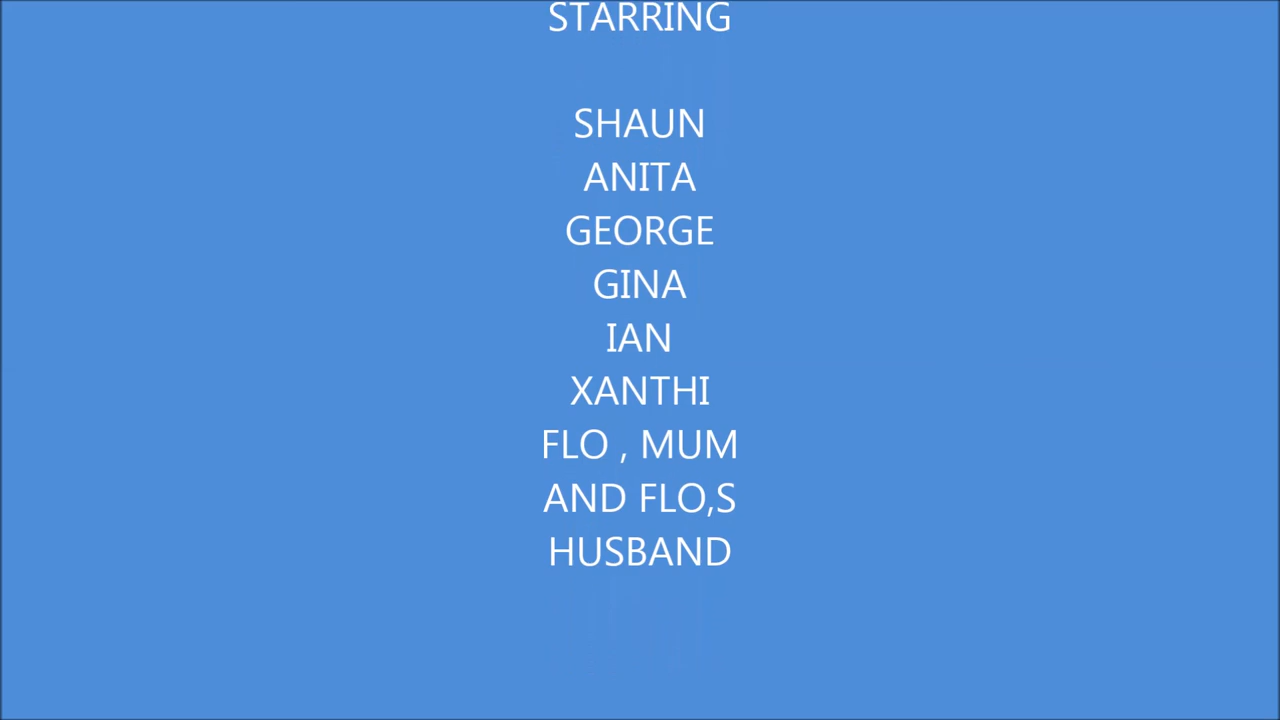 STARRING
SHAUN
ANITA
GEORGE
GINA
IAN
XANTHI
FLO , MUM
AND FLO,S
HUSBAND